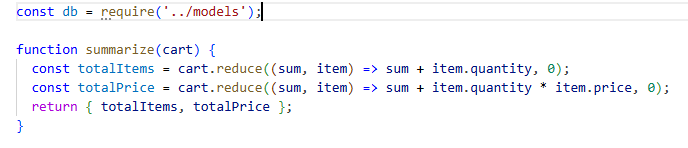 const db = require('../models');
function summarize(cart) {
  const totalItems = cart.reduce((sum, item) => sum + item.quantity, 0);
  const totalPrice = cart.reduce((sum, item) => sum + item.quantity * item.price, 0);
  return { totalItems, totalPrice };
}